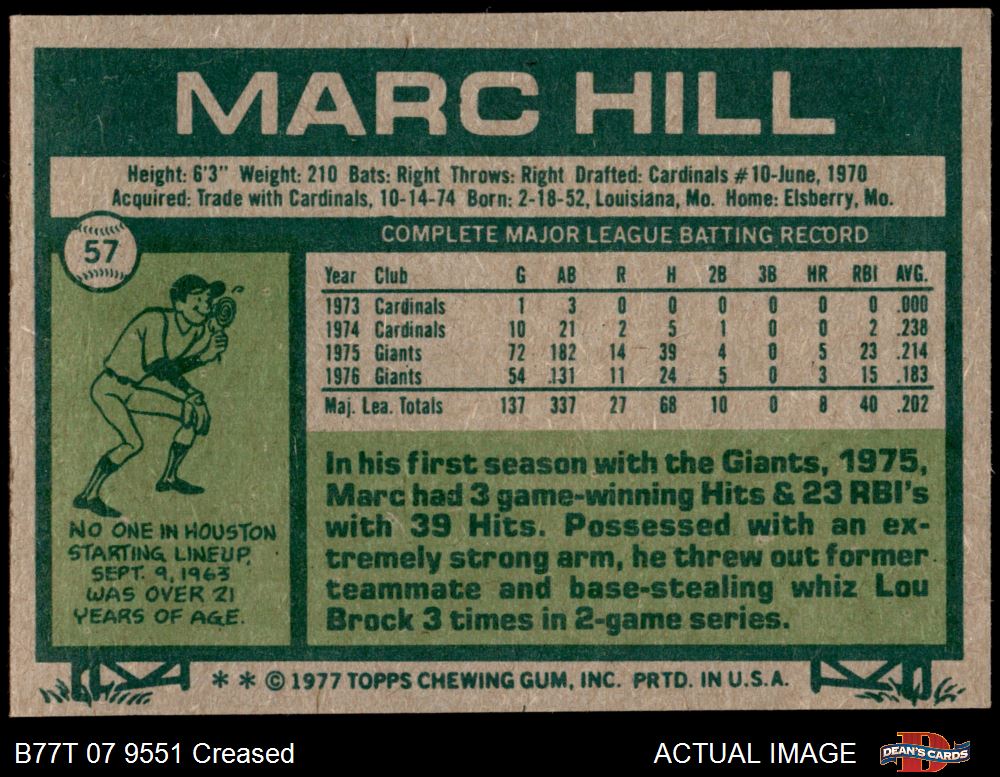 MARC HILL
Height: 6'3" Weight: 210 Bats: Right Throws: Right Drafted: Cardinals #10-June, 1970
Acquired: Trade with Cardinals, 10-14-74 Born: 2-18-52, Louisiana, Mo. Home: Elsberry, Mo.
57
COMPLETE MAJOR LEAGUE BATTING RECORD
Year Club G AB R H 2B 3B HR RBI AVG.
1973 Cardinals 1 3 0 0 0 0 0 0 .000
1974 Cardinals 10 21 2 5 1 0 0 2 .238
1975 Giants 72 182 14 39 4 0 5 23 .214
1976 Giants 54 131 11 24 5 0 3 15 .183
Maj. Lea. Totals 137 337 27 68 10 0 8 40 .202
NO ONE IN HOUSTON
STARTING LINEUP,
SEPT. 9, 1963
WAS OVER 21
YEARS OF AGE.
In his first season with the Giants, 1975,
Marc had 3 game-winning Hits & 23 RBI's
with 39 Hits. Possessed with an ex-
tremely strong arm, he threw out former
teammate and base-stealing whiz Lou
Brock 3 times in 2-game series.
* * © 1977 TOPPS CHEWING GUM, INC. PRTD. IN U.S.A.
B77T 07 9551 Creased
ACTUAL IMAGE
DEAN'S CARDS